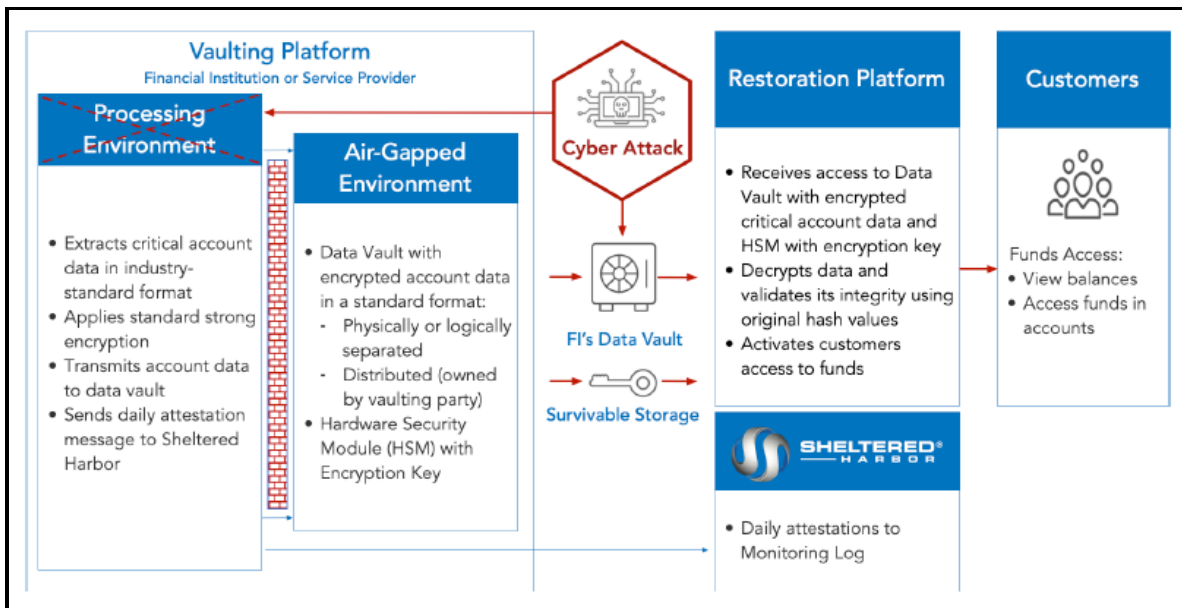 Vaulting Platform
Financial Institution or Service Provider
Processing
Environment
• Extracts critical account
data in industry-
standard format
• Applies standard strong
encryption
• Transmits account data
to data vault
• Sends daily attestation
message to Sheltered
Harbor
Air-Gapped
Environment
• Data Vault with
encrypted account data
in a standard format:
- Physically or logically
separated
- Distributed (owned
by vaulting party)
• Hardware Security
Module (HSM) with
Encryption Key
Cyber Attack
FI's Data Vault
Survivable Storage
Restoration Platform
• Receives access to Data
Vault with encrypted
critical account data and
HSM with encryption key
• Decrypts data and
validates its integrity using
original hash values
• Activates customers
access to funds
SHELTERED®
HARBOR
• Daily attestations to
Monitoring Log
Customers
Funds Access:
• View balances
• Access funds in
accounts